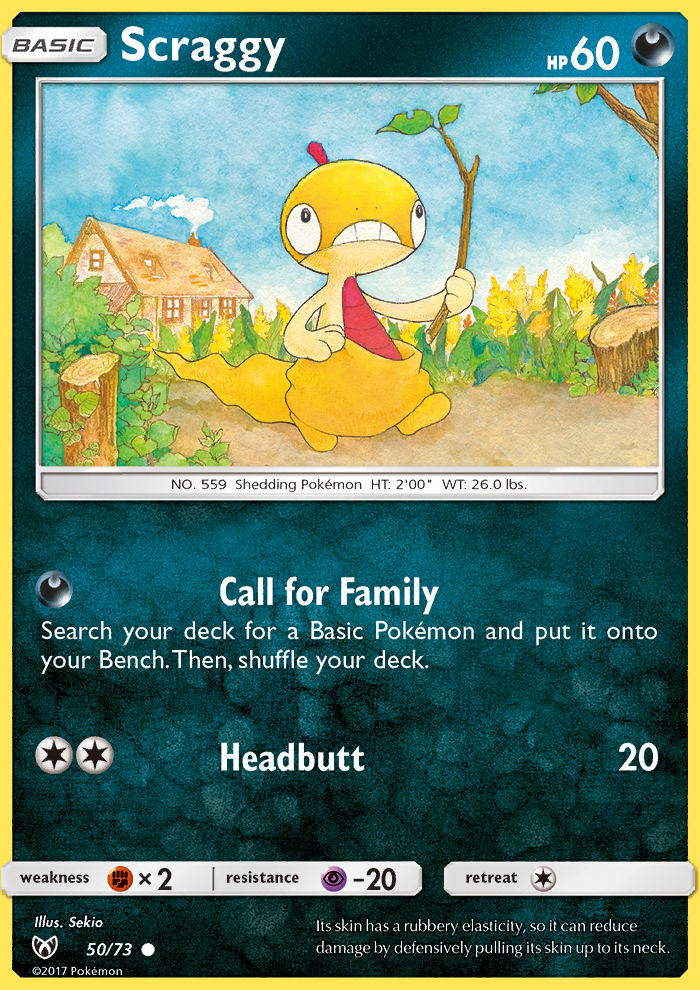 BASIC Scraggy HP60
NO. 559 Shedding Pokémon HT: 2'00" WT: 26.0 lbs.
Call for Family
Search your deck for a Basic Pokémon and put it onto
your Bench. Then, shuffle your deck.
Headbutt 20
weakness ×2 resistance -20 retreat
Illus. Sekio
50/73
©2017 Pokémon
Its skin has a rubbery elasticity, so it can reduce
damage by defensively pulling its skin up to its neck.